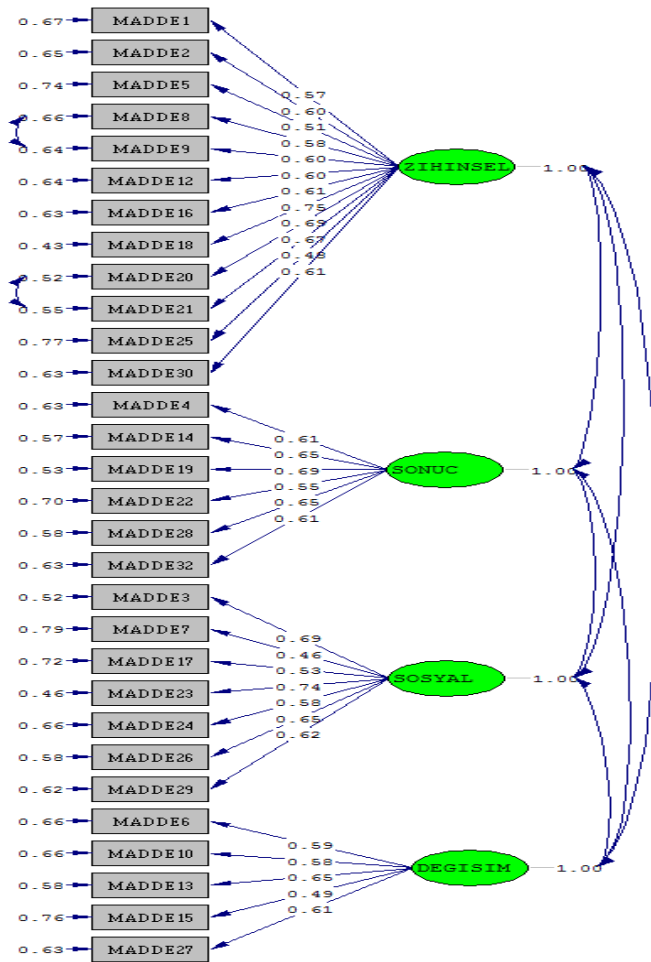 0.67 MADDE1
0.65 MADDE2
0.74 MADDE5
0.57
0.66 MADDE8
0.60
0.51
0.64 MADDE9
0.58
0.60
ZIHINSEL 1.00
0.64 MADDE12
0.60
0.63 MADDE16
0.61
0.75
0.43 MADDE18
0.69
0.67
0.52 MADDE20
0.48
0.61
0.55 MADDE21
0.77 MADDE25
0.63 MADDE30
0.63 MADDE4
0.61
0.57 MADDE14
0.65
0.53 MADDE19
0.69
SONUC 1.00
0.70 MADDE22
0.55
0.65
0.58 MADDE28
0.61
0.63 MADDE32
0.52 MADDE3
0.79 MADDE7
0.69
0.46
0.72 MADDE17
0.53
SOSYAL 1.00
0.46 MADDE23
0.74
0.58
0.66 MADDE24
0.65
0.62
0.58 MADDE26
0.62 MADDE29
0.66 MADDE6
0.59
0.66 MADDE10
0.58
0.58 MADDE13
0.65
DEGISIM 1.00
0.49
0.76 MADDE15
0.61
0.63 MADDE27